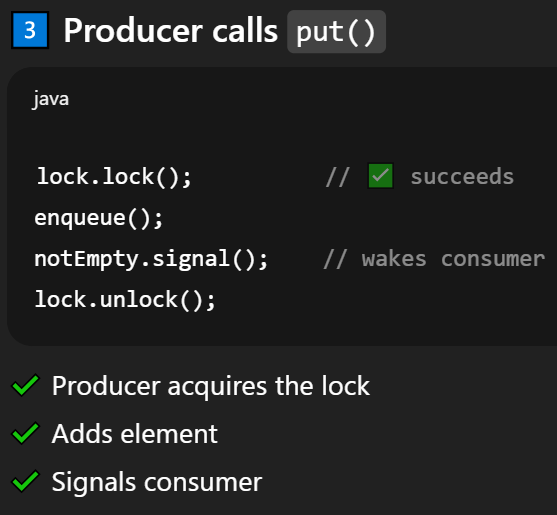 3 Producer calls put()
java
lock.lock();          // ✅ succeeds
enqueue();
notEmpty.signal();    // wakes consumer
lock.unlock();
✔ Producer acquires the lock
✔ Adds element
✔ Signals consumer